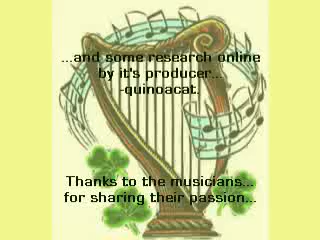 ...and some research online
by it's producer...
-quinoacat.
Thanks to the musicians...
for sharing their passion...